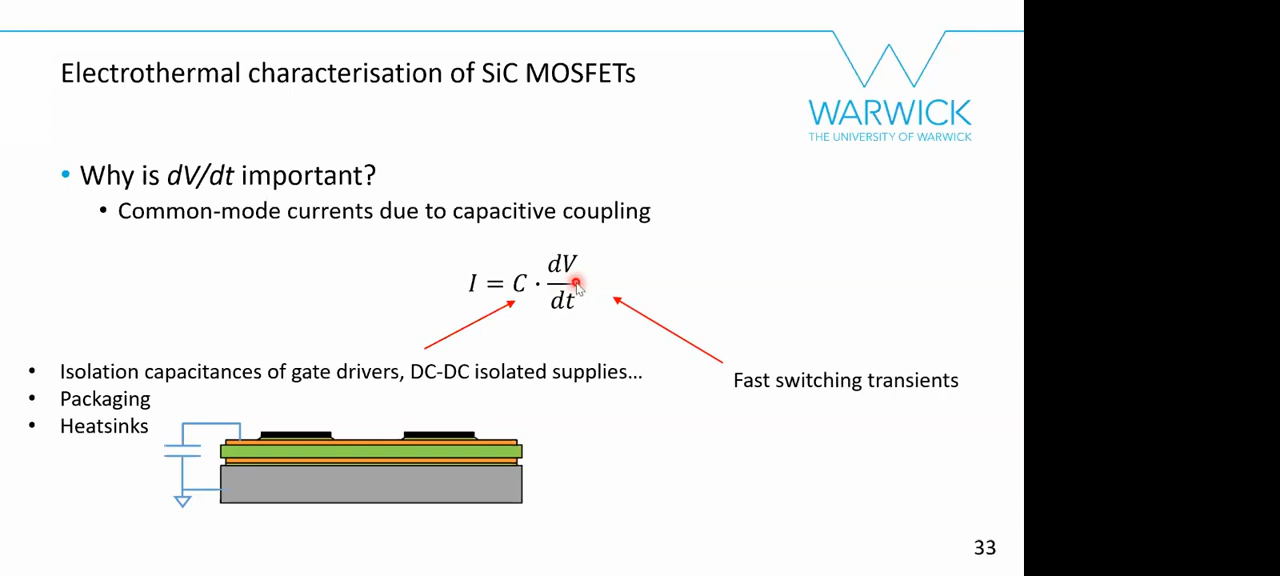 Electrothermal characterisation of SiC MOSFETs
WARWICK
THE UNIVERSITY OF WARWICK
• Why is dV/dt important?
• Common-mode currents due to capacitive coupling
I = C · dV/dt
• Isolation capacitances of gate drivers, DC-DC isolated supplies...
Fast switching transients
• Packaging
• Heatsinks
33